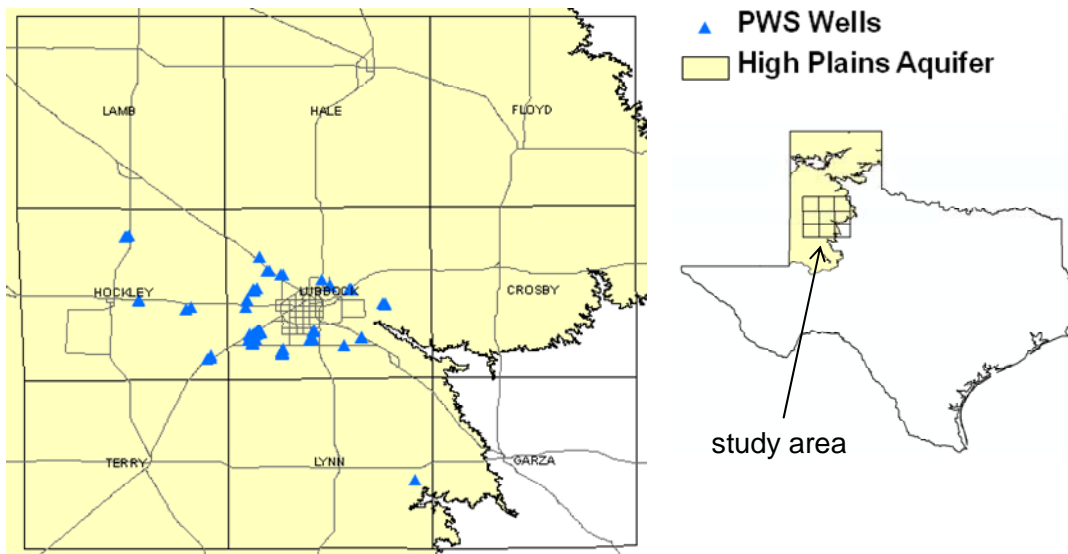 PWS Wells
High Plains Aquifer
LAMB
HALE
FLOYD
HOCKLEY
LUBBOCK
CROSBY
TERRY
LYNN
GARZA
study area